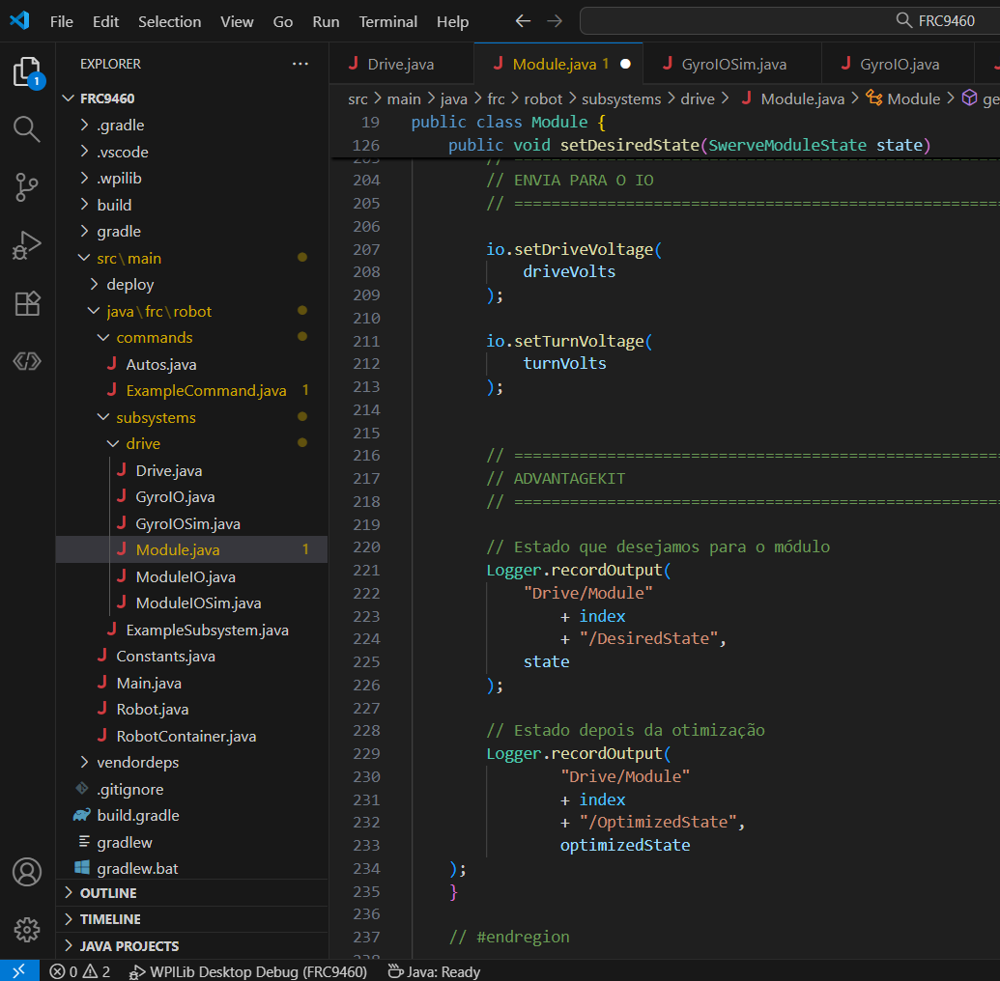 File Edit Selection View Go Run Terminal Help FRC9460
1
EXPLORER
FRC9460
.gradle
.vscode
.wpilib
build
gradle
src\main
deploy
java\frc\robot
commands
Autos.java
ExampleCommand.java 1
subsystems
drive
Drive.java
GyroIO.java
GyroIOSim.java
Module.java 1
ModuleIO.java
ModuleIOSim.java
ExampleSubsystem.java
Constants.java
Main.java
Robot.java
RobotContainer.java
vendordeps
.gitignore
build.gradle
gradlew
gradlew.bat
OUTLINE
TIMELINE
JAVA PROJECTS
Drive.java Module.java 1 GyroIOSim.java GyroIO.java
src > main > java > frc > robot > subsystems > drive > Module.java > Module >
19 public class Module {
126 public void setDesiredState(SwerveModuleState state)
204 // ENVIA PARA O IO
205 // =====================================================
206
207 io.setDriveVoltage(
208 driveVolts
209 );
210
211 io.setTurnVoltage(
212 turnVolts
213 );
214
215
216 // =====================================================
217 // ADVANTAGEKIT
218 // =====================================================
219
220 // Estado que desejamos para o módulo
221 Logger.recordOutput(
222 "Drive/Module"
223 + index
224 + "/DesiredState",
225 state
226 );
227
228 // Estado depois da otimização
229 Logger.recordOutput(
230 "Drive/Module"
231 + index
232 + "/OptimizedState",
233 optimizedState
234 );
235 }
236
237 // #endregion
0 2 WPILib Desktop Debug (FRC9460) Java: Ready